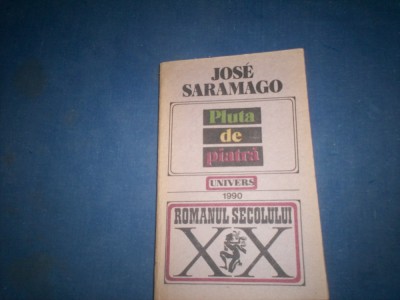 JOSÉ
SARAMAGO
Pluta
de
piatră
UNIVERS
1990
ROMANUL SECOLULUI
XX